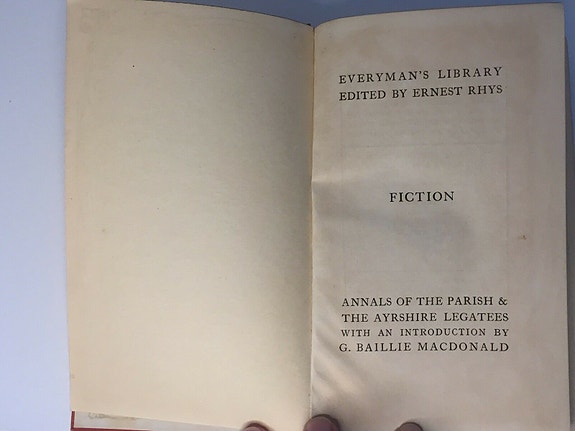 EVERYMAN'S LIBRARY
EDITED BY ERNEST RHYS
FICTION
ANNALS OF THE PARISH &
THE AYRSHIRE LEGATEES
WITH AN INTRODUCTION BY
G. BAILLIE MACDONALD